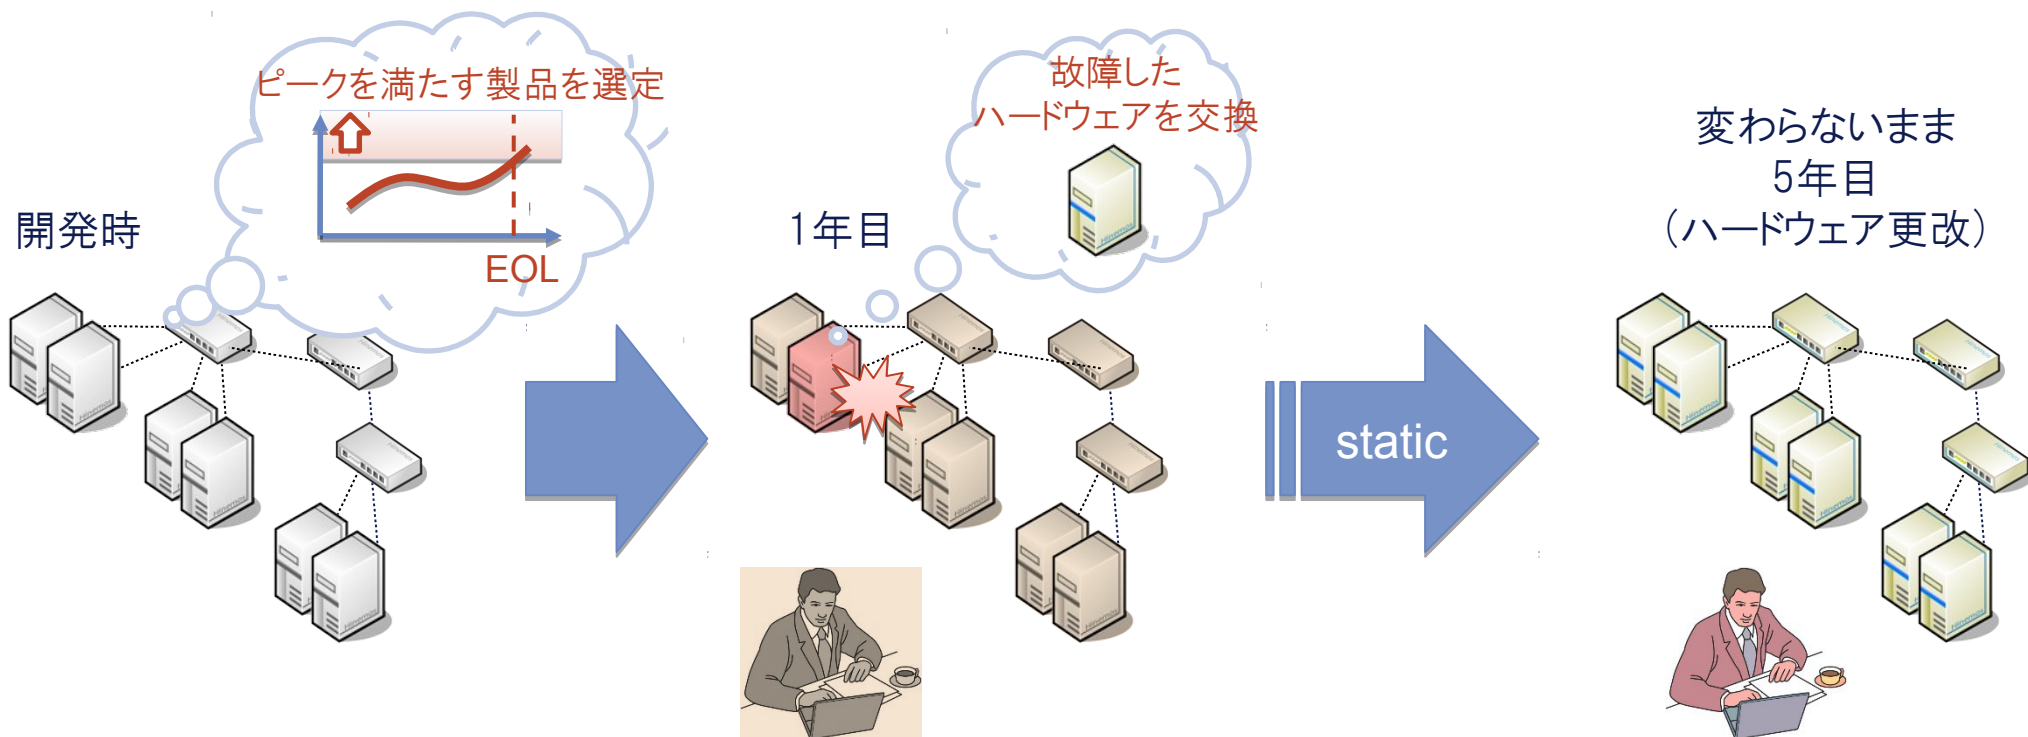 ピークを満たす製品を選定
EOL
開発時
故障した
ハードウェアを交換
1年目
static
変わらないまま
5年目
（ハードウェア更改）
Hinemos